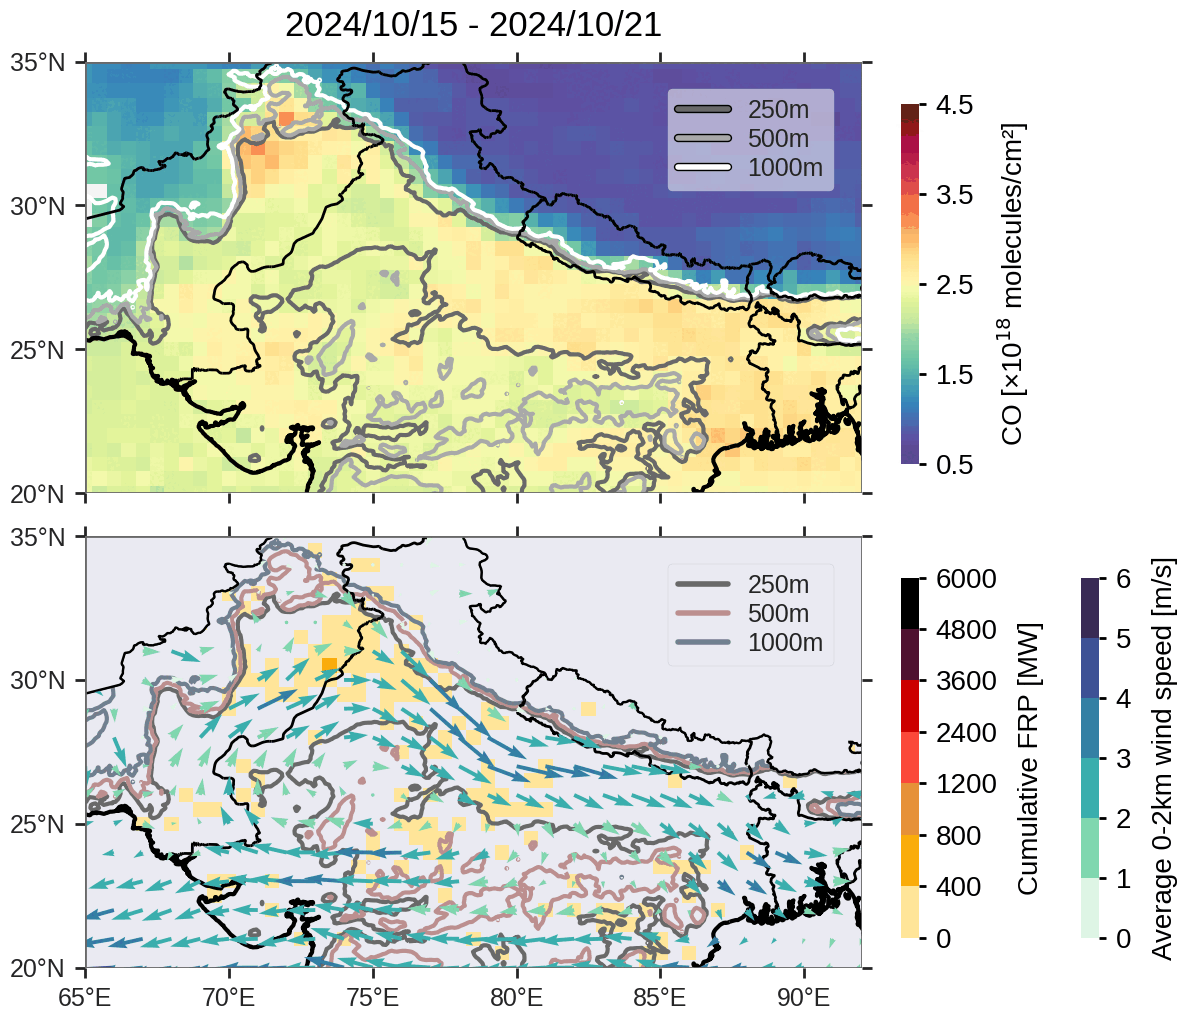 2024/10/15 - 2024/10/21
35°N
30°N
25°N
20°N
250m
500m
1000m
4.5
3.5
2.5
1.5
0.5
CO [×10¹⁸ molecules/cm²]
35°N
30°N
25°N
20°N
65°E
70°E
75°E
80°E
85°E
90°E
250m
500m
1000m
6000
4800
3600
2400
1200
800
400
0
Cumulative FRP [MW]
6
5
4
3
2
1
0
Average 0-2km wind speed [m/s]